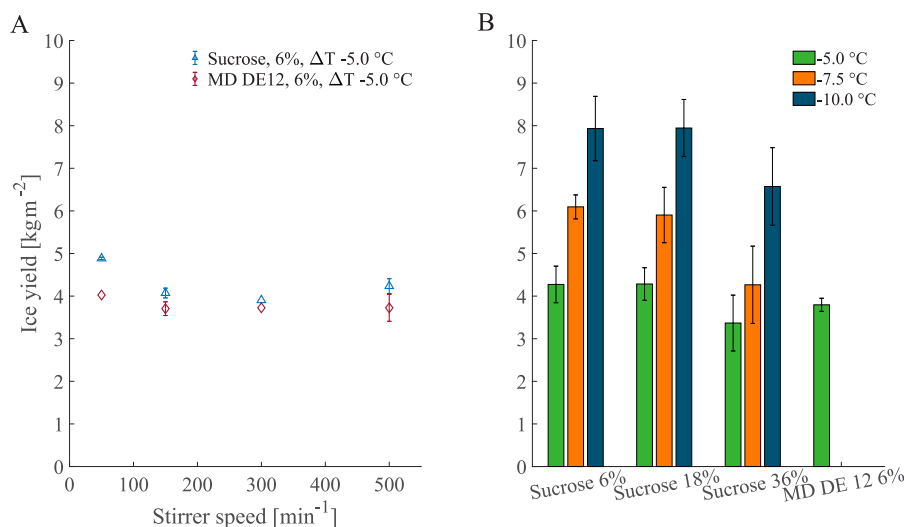 A
Sucrose, 6%, ΔT -5.0 °C
MD DE12, 6%, ΔT -5.0 °C
Ice yield [kgm⁻²]
10
9
8
7
6
5
4
3
2
1
0
0 100 200 300 400 500
Stirrer speed [min⁻¹]
B
-5.0 °C
-7.5 °C
-10.0 °C
10
9
8
7
6
5
4
3
2
1
0
Sucrose 6% Sucrose 18% Sucrose 36% MD DE 12 6%